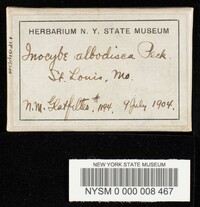 HERBARIUM N. Y. STATE MUSEUM
Inocybe albodisca Peck
St. Louis, Mo.
N. M. Glatfelter, 9 July 1904.
NEW YORK STATE MUSEUM
NYSM 0 000 008 467